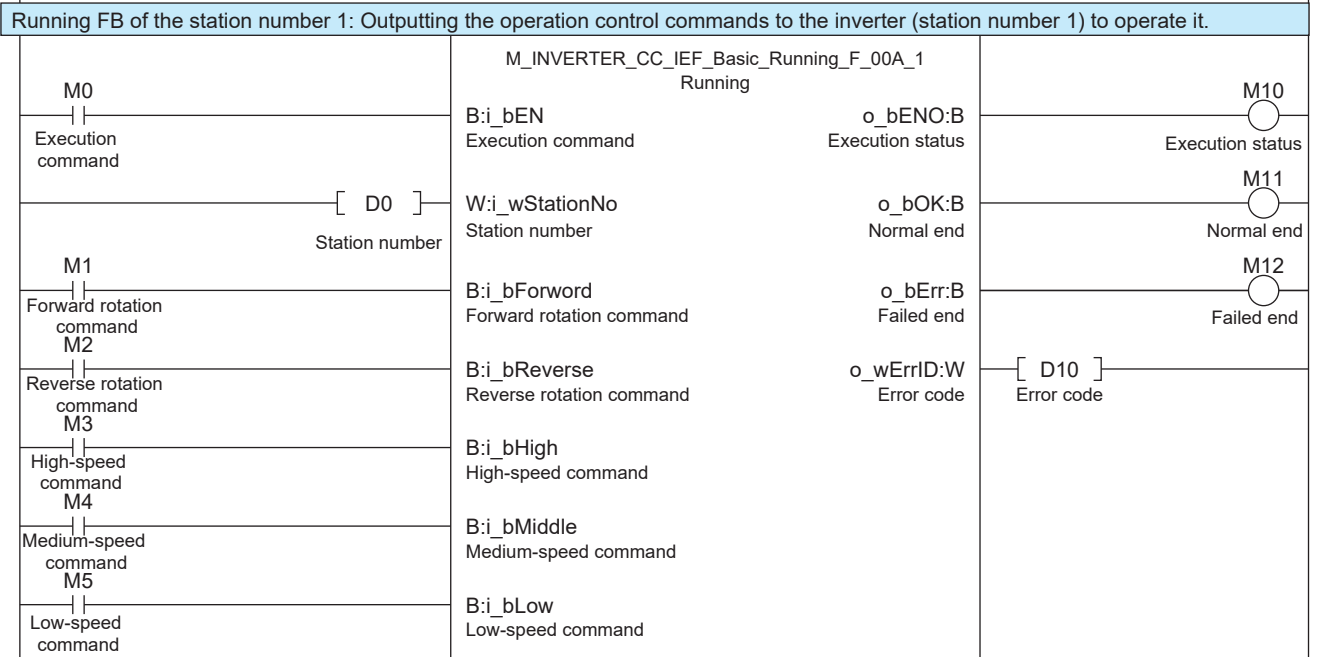 Running FB of the station number 1: Outputting the operation control commands to the inverter (station number 1) to operate it.
M_INVERTER_CC_IEF_Basic_Running_F_00A_1
Running
M0
Execution
command
B:i_bEN
Execution command
o_bENO:B
Execution status
M10
Execution status
D0
Station number
W:i_wStationNo
Station number
o_bOK:B
Normal end
M11
Normal end
M1
Forward rotation
command
B:i_bForword
Forward rotation command
o_bErr:B
Failed end
M12
Failed end
M2
Reverse rotation
command
B:i_bReverse
Reverse rotation command
o_wErrID:W
Error code
D10
Error code
M3
High-speed
command
B:i_bHigh
High-speed command
M4
Medium-speed
command
B:i_bMiddle
Medium-speed command
M5
Low-speed
command
B:i_bLow
Low-speed command